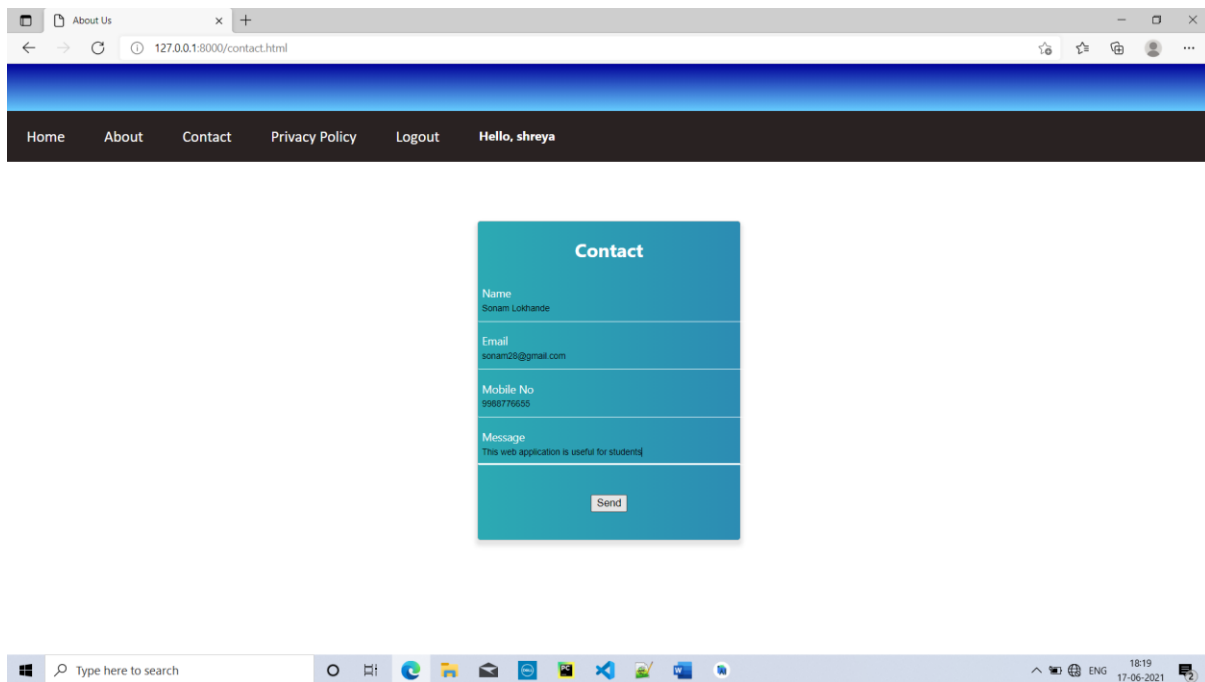 About Us
127.0.0.1:8000/contact.html
Home About Contact Privacy Policy Logout Hello, shreya
Contact
Name
Sonam Lokhande
Email
sonam28@gmail.com
Mobile No
9988776655
Message
This web application is useful for students
Send
Type here to search
ENG
18:19
17-06-2021